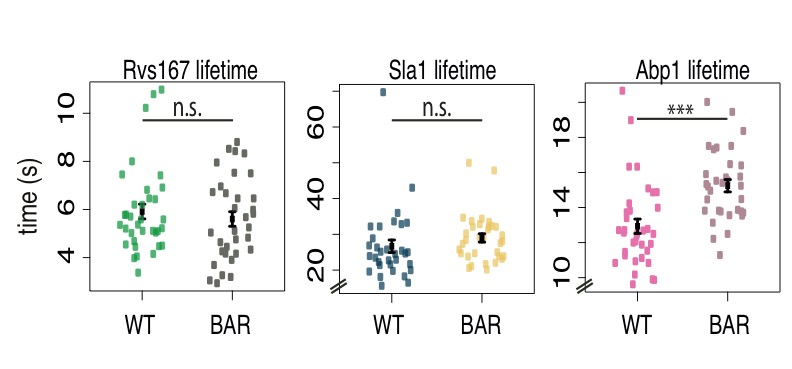 Rvs167 lifetime
Sla1 lifetime
Abp1 lifetime
time (s)
10
8
6
4
n.s.
WT
BAR
60
40
20
n.s.
WT
BAR
18
14
10
***
WT
BAR